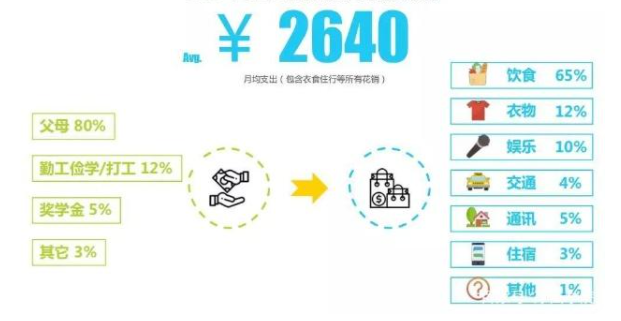 Avg. ¥ 2640
月均支出（包含衣食住行等所有花销）
父母 80%
勤工俭学/打工 12%
奖学金 5%
其它 3%
$
饮食 65%
衣物 12%
娱乐 10%
交通 4%
通讯 5%
住宿 3%
? 其他 1%